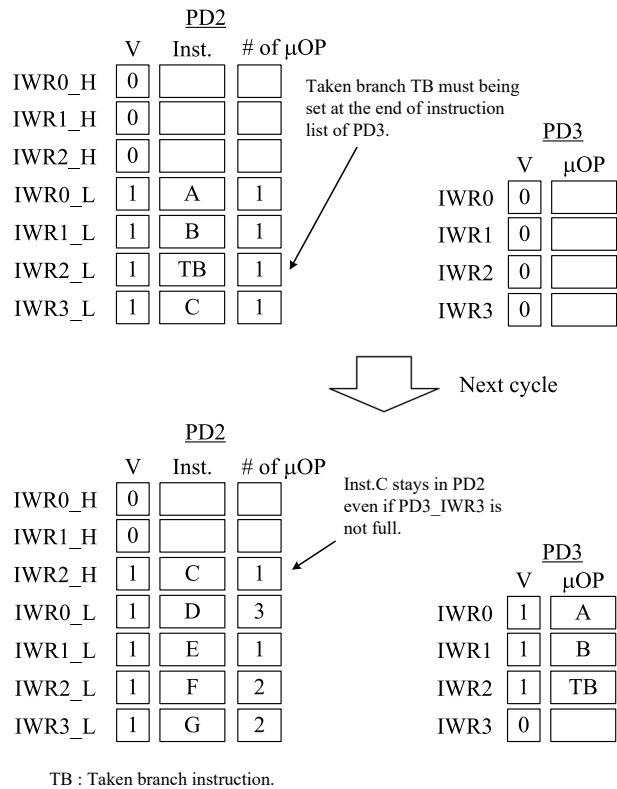 PD2
V Inst. # of μOP
IWR0_H 0
IWR1_H 0
IWR2_H 0
IWR0_L 1 A 1
IWR1_L 1 B 1
IWR2_L 1 TB 1
IWR3_L 1 C 1
Taken branch TB must being
set at the end of instruction
list of PD3.
PD3
V μOP
IWR0 0
IWR1 0
IWR2 0
IWR3 0
Next cycle
PD2
V Inst. # of μOP
IWR0_H 0
IWR1_H 0
IWR2_H 1 C 1
IWR0_L 1 D 3
IWR1_L 1 E 1
IWR2_L 1 F 2
IWR3_L 1 G 2
Inst.C stays in PD2
even if PD3_IWR3 is
not full.
PD3
V μOP
IWR0 1 A
IWR1 1 B
IWR2 1 TB
IWR3 0
TB : Taken branch instruction.